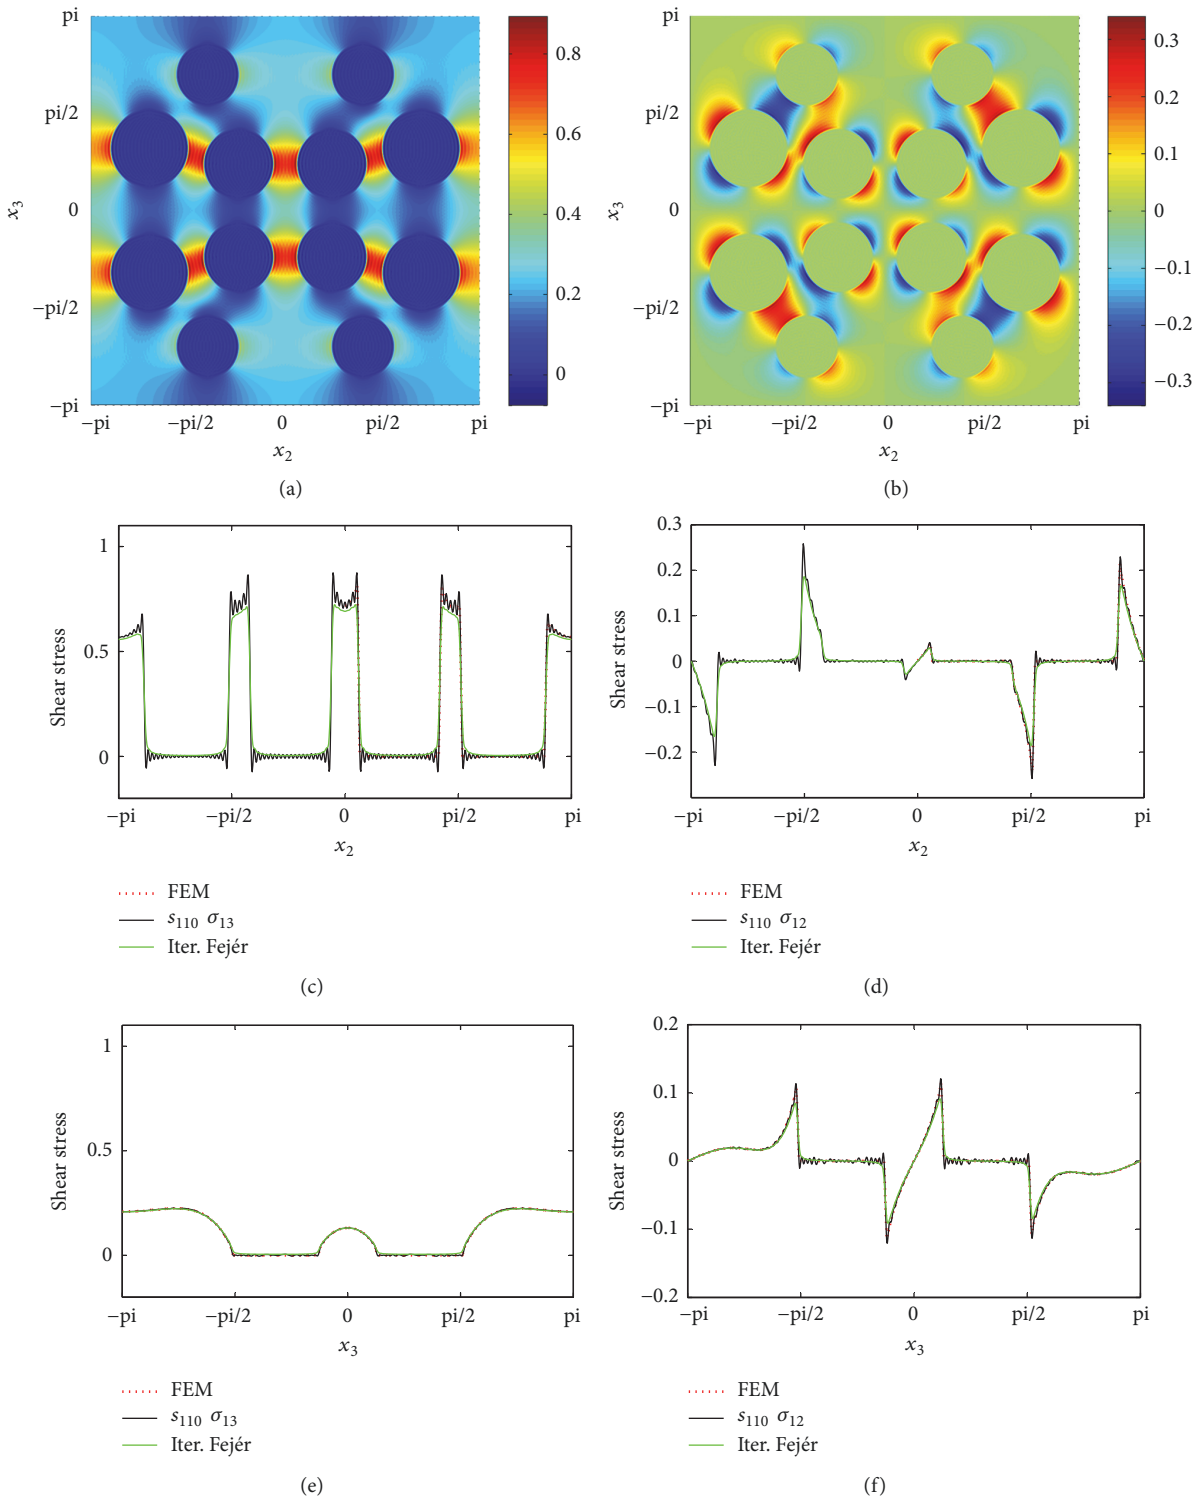 pi
pi/2
0
−pi/2
−pi
x₃
−pi
−pi/2
0
pi/2
pi
x₂
0.8
0.6
0.4
0.2
0
(a)
pi
pi/2
0
−pi/2
−pi
x₃
−pi
−pi/2
0
pi/2
pi
x₂
0.3
0.2
0.1
0
−0.1
−0.2
−0.3
(b)
1
0.5
0
Shear stress
−pi
−pi/2
0
pi/2
pi
x₂
FEM
s₁₁₀ σ₁₃
Iter. Fejér
(c)
0.3
0.2
0.1
0
−0.1
−0.2
Shear stress
−pi
−pi/2
0
pi/2
pi
x₂
FEM
s₁₁₀ σ₁₂
Iter. Fejér
(d)
1
0.5
0
Shear stress
−pi
−pi/2
0
pi/2
pi
x₃
FEM
s₁₁₀ σ₁₃
Iter. Fejér
(e)
0.2
0.1
0
−0.1
−0.2
Shear stress
−pi
−pi/2
0
pi/2
pi
x₃
FEM
s₁₁₀ σ₁₂
Iter. Fejér
(f)